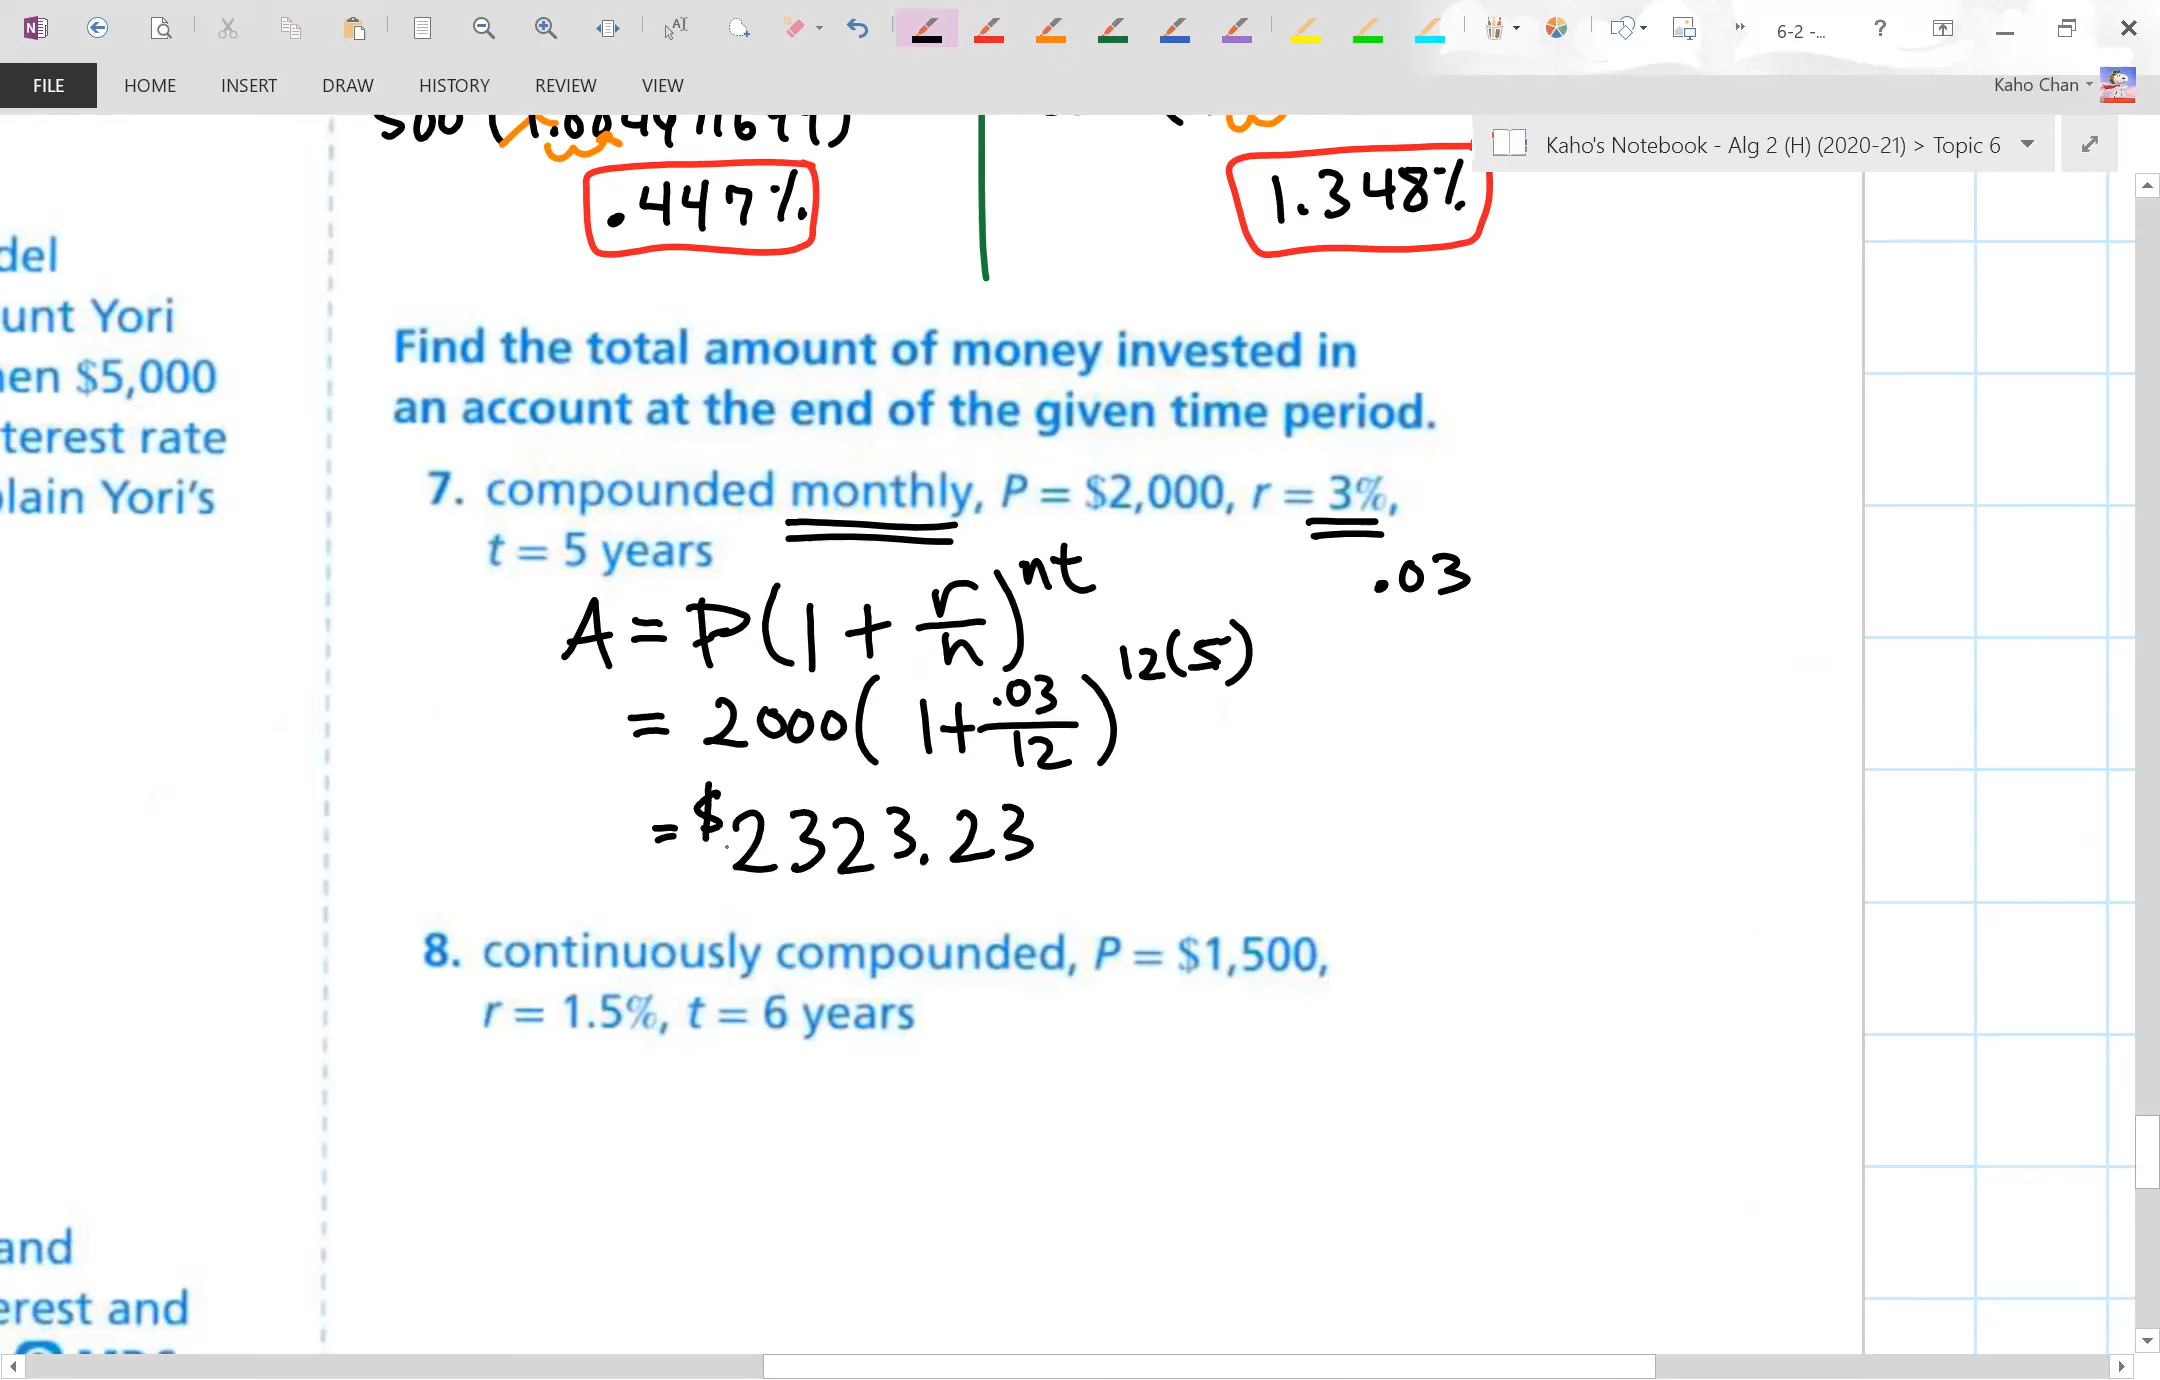 6-2 -...
?
FILE
HOME
INSERT
DRAW
HISTORY
REVIEW
VIEW
Kaho Chan
Kaho's Notebook - Alg 2 (H) (2020-21) > Topic 6
.447%
1.348%
del
unt Yori
en $5,000
terest rate
lain Yori's
Find the total amount of money invested in
an account at the end of the given time period.
7. compounded monthly, P = $2,000, r = 3%,
t = 5 years
.03
A = P(1 + r/n)^nt
= 2000(1 + .03/12)^12(5)
= $2323.23
8. continuously compounded, P = $1,500,
r = 1.5%, t = 6 years
and
erest and